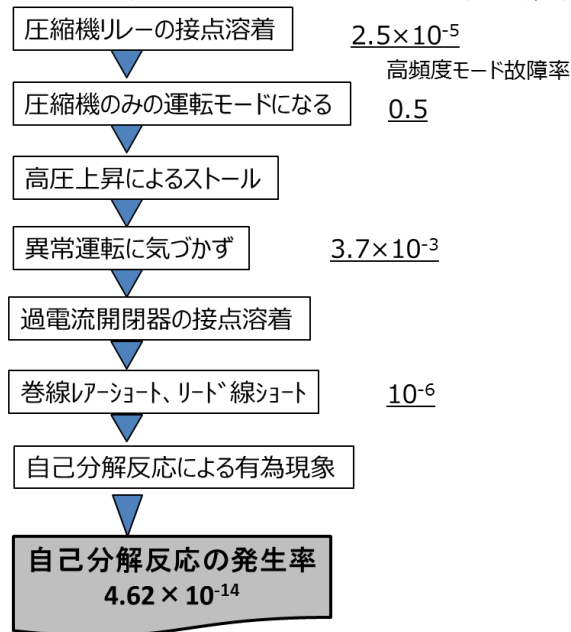 圧縮機リレーの接点溶着
2.5×10⁻⁵
高頻度モード故障率
圧縮機のみの運転モードになる
0.5
高圧上昇によるストール
異常運転に気づかず
3.7×10⁻³
過電流開閉器の接点溶着
巻線ﾚｱｰｼｮｰﾄ、ﾘｰﾄﾞ線ｼｮｰﾄ
10⁻⁶
自己分解反応による有為現象
自己分解反応の発生率
4.62×10⁻¹⁴